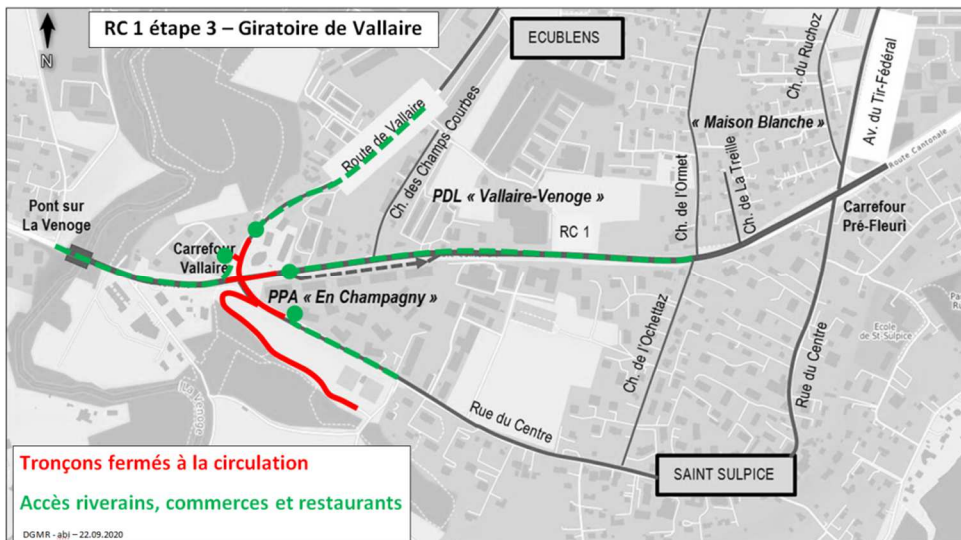 RC 1 étape 3 – Giratoire de Vallaire
N
ECUBLENS
Ch. du Ruchoz
Av. du Tir-Fédéral
Route de Vallaire
Ch. des Champs Courbes
« Maison Blanche »
Ch. de l'Ormet
Ch. de La Treille
Route Cantonale
PDL « Vallaire-Venoge »
Pont sur
La Venoge
Carrefour
Vallaire
RC 1
Carrefour
Pré-Fleuri
PPA « En Champagny »
Ch. de l'Ochettaz
Ecole
de St-Sulpice
Rue du Centre
Rue du Centre
La Venoge
SAINT SULPICE
Tronçons fermés à la circulation
Accès riverains, commerces et restaurants
DGMR - abi – 22.09.2020